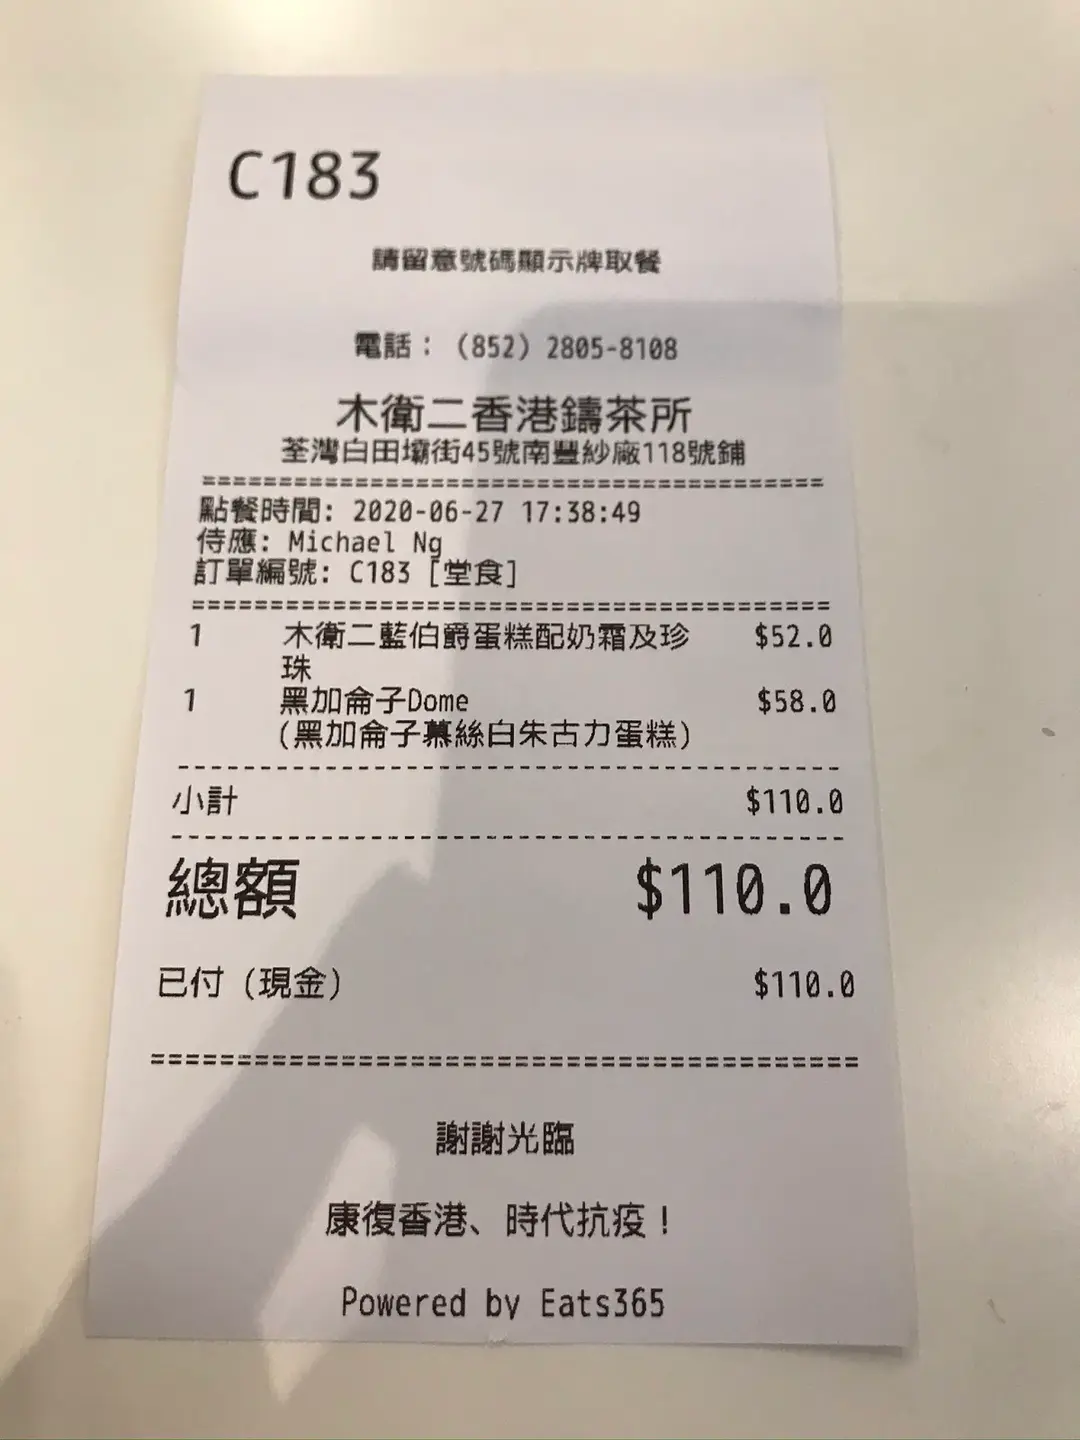 C183
請留意號碼顯示牌取餐
電話： (852) 2805-8108
木衛二香港鑄茶所
荃灣白田壩街45號南豐紗廠118號鋪
========================================
點餐時間: 2020-06-27 17:38:49
侍應: Michael Ng
訂單編號: C183 [堂食]
========================================
1 木衛二藍伯爵蛋糕配奶霜及珍 $52.0
珠
1 黑加侖子Dome $58.0
(黑加侖子慕絲白朱古力蛋糕)
----------------------------------------
小計 $110.0
----------------------------------------
總額 $110.0
已付 (現金) $110.0
========================================
謝謝光臨
康復香港、時代抗疫！
Powered by Eats365